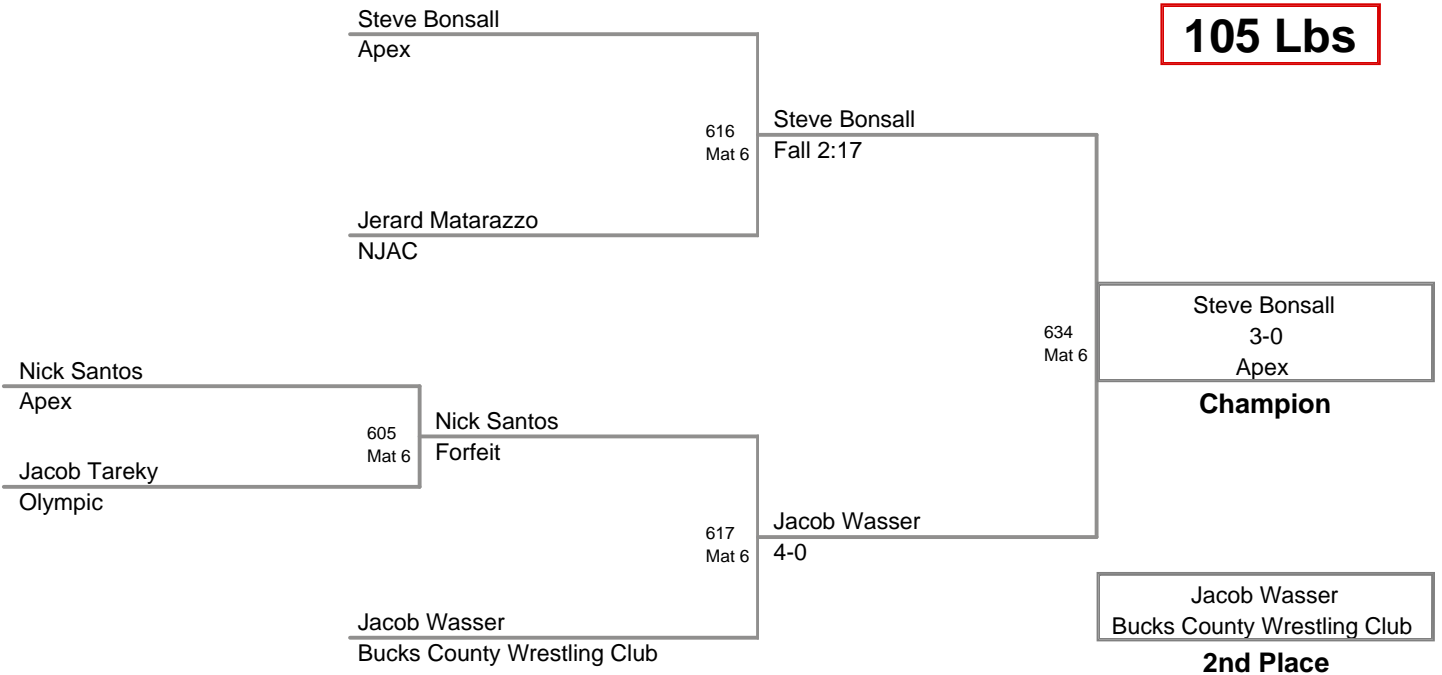 Steve Bonsall
Apex
105 Lbs
616
Mat 6
Steve Bonsall
Fall 2:17
Jerard Matarazzo
NJAC
634
Mat 6
Steve Bonsall
3-0
Apex
Champion
Nick Santos
Apex
605
Mat 6
Nick Santos
Forfeit
Jacob Tareky
Olympic
617
Mat 6
Jacob Wasser
4-0
Jacob Wasser
Bucks County Wrestling Club
Jacob Wasser
Bucks County Wrestling Club
2nd Place